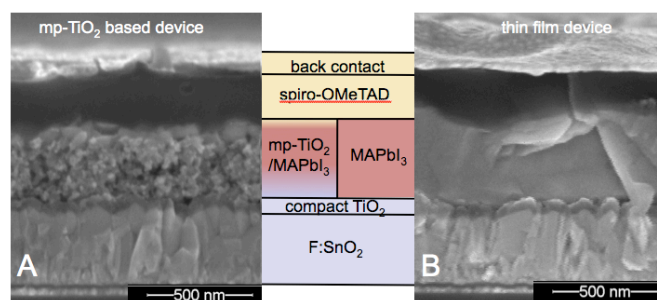 mp-TiO₂ based device
thin film device
back contact
spiro-OMeTAD
mp-TiO₂
/MAPbI₃
MAPbI₃
compact TiO₂
F:SnO₂
A
B
500 nm
500 nm